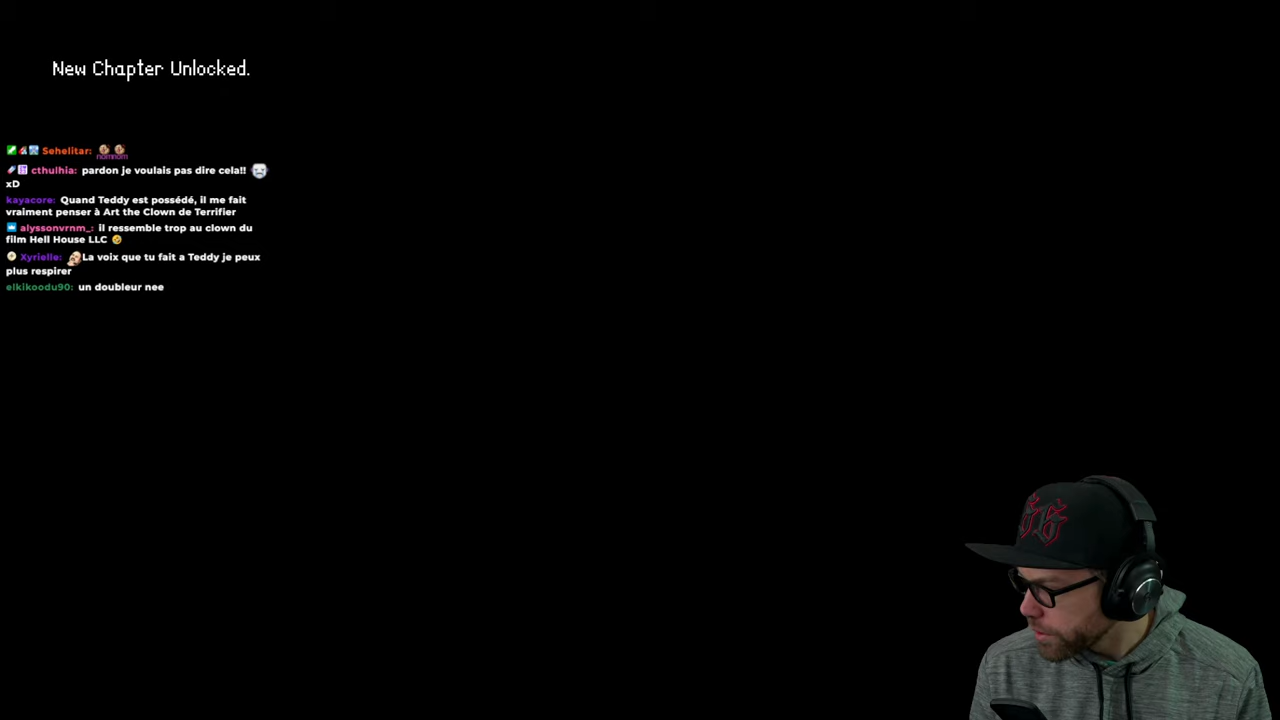 New Chapter Unlocked.
Sehelitar:
nomnom
cthulhia: pardon je voulais pas dire cela!!
xD
kayacore: Quand Teddy est possédé, il me fait
vraiment penser à Art the Clown de Terrifier
alyssonvrnm_: il ressemble trop au clown du
film Hell House LLC
Xyrielle: La voix que tu fait a Teddy je peux
plus respirer
elkikoodu90: un doubleur nee